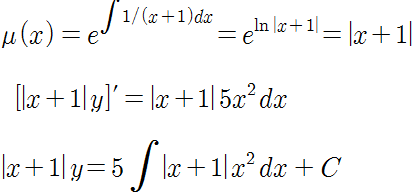 μ(x) = e^{∫ 1/(x+1)dx} = e^{ln|x+1|} = |x+1|
[|x+1|y]′ = |x+1| 5x² dx
|x+1| y = 5 ∫ |x+1| x² dx + C